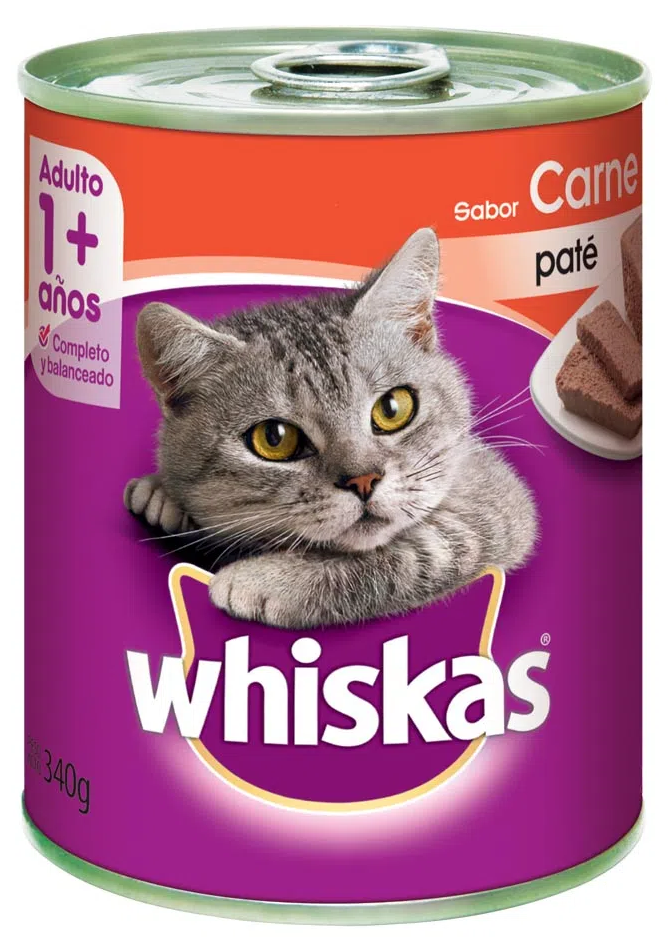 Adulto
1+
años
Completo
y balanceado
Sabor Carne
paté
whiskas®
340g